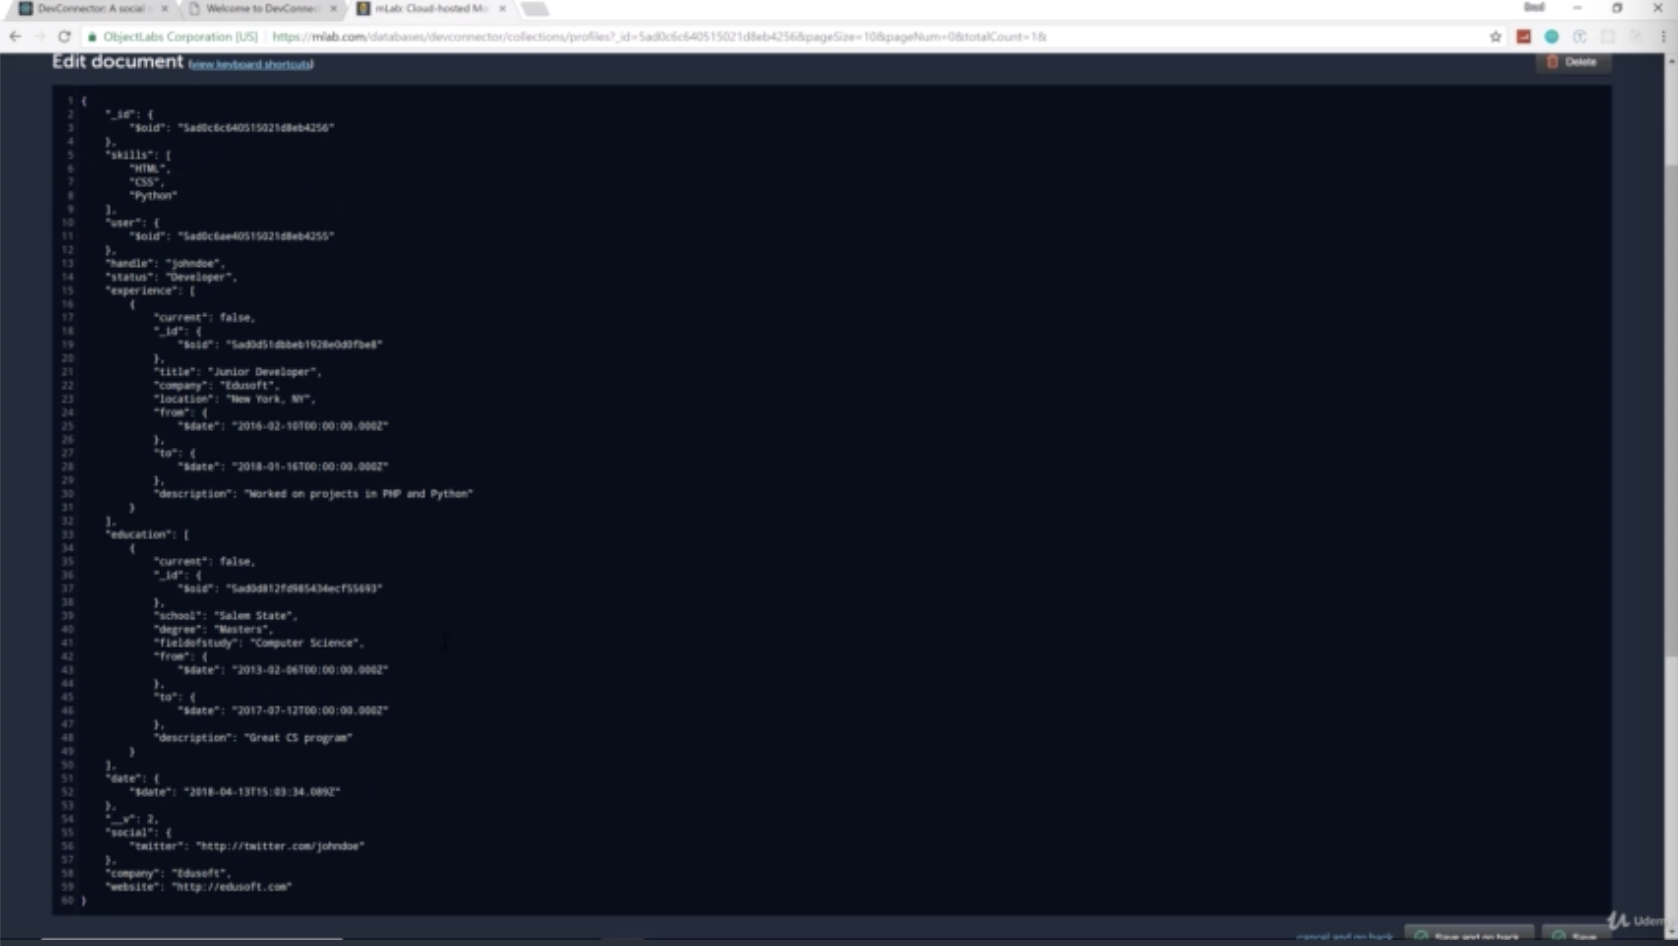 DevConnector: A social
Welcome to DevConnect
mLab: Cloud-hosted Mo
ObjectLabs Corporation [US] https://mlab.com/databases/devconnector/collections/profiles?_id=5ad0c6c640515021d8eb4256&pageSize=10&pageNum=0&totalCount=1&
Edit document (view keyboard shortcuts)
Delete
1 {
2 "_id": {
3 "$oid": "5ad0c6c640515021d8eb4256"
4 },
5 "skills": [
6 "HTML",
7 "CSS",
8 "Python"
9 ],
10 "user": {
11 "$oid": "5ad0c6ae40515021d8eb4255"
12 },
13 "handle": "johndoe",
14 "status": "Developer",
15 "experience": [
16 {
17 "current": false,
18 "_id": {
19 "$oid": "5ad0d51dbbeb1928e0d0fbe8"
20 },
21 "title": "Junior Developer",
22 "company": "Edusoft",
23 "location": "New York, NY",
24 "from": {
25 "$date": "2016-02-10T00:00:00.000Z"
26 },
27 "to": {
28 "$date": "2018-01-16T00:00:00.000Z"
29 },
30 "description": "Worked on projects in PHP and Python"
31 }
32 ],
33 "education": [
34 {
35 "current": false,
36 "_id": {
37 "$oid": "5ad0d812fd985434ecf55693"
38 },
39 "school": "Salem State",
40 "degree": "Masters",
41 "fieldofstudy": "Computer Science",
42 "from": {
43 "$date": "2013-02-06T00:00:00.000Z"
44 },
45 "to": {
46 "$date": "2017-07-12T00:00:00.000Z"
47 },
48 "description": "Great CS program"
49 }
50 ],
51 "date": {
52 "$date": "2018-04-13T15:03:34.089Z"
53 },
54 "__v": 2,
55 "social": {
56 "twitter": "http://twitter.com/johndoe"
57 },
58 "company": "Edusoft",
59 "website": "http://edusoft.com"
60 }
cancel and go back
Save and go back
Save
Udem